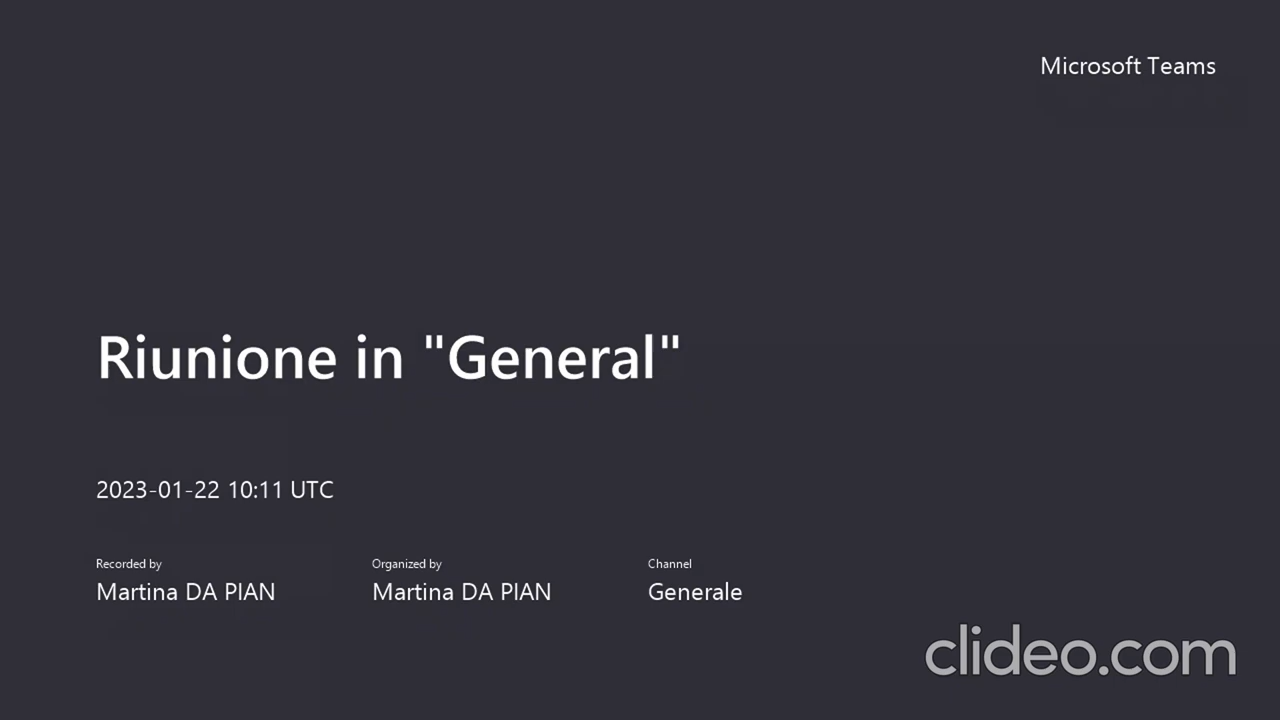 Microsoft Teams
Riunione in "General"
2023-01-22 10:11 UTC
Recorded by
Martina DA PIAN
Organized by
Martina DA PIAN
Channel
Generale
clideo.com